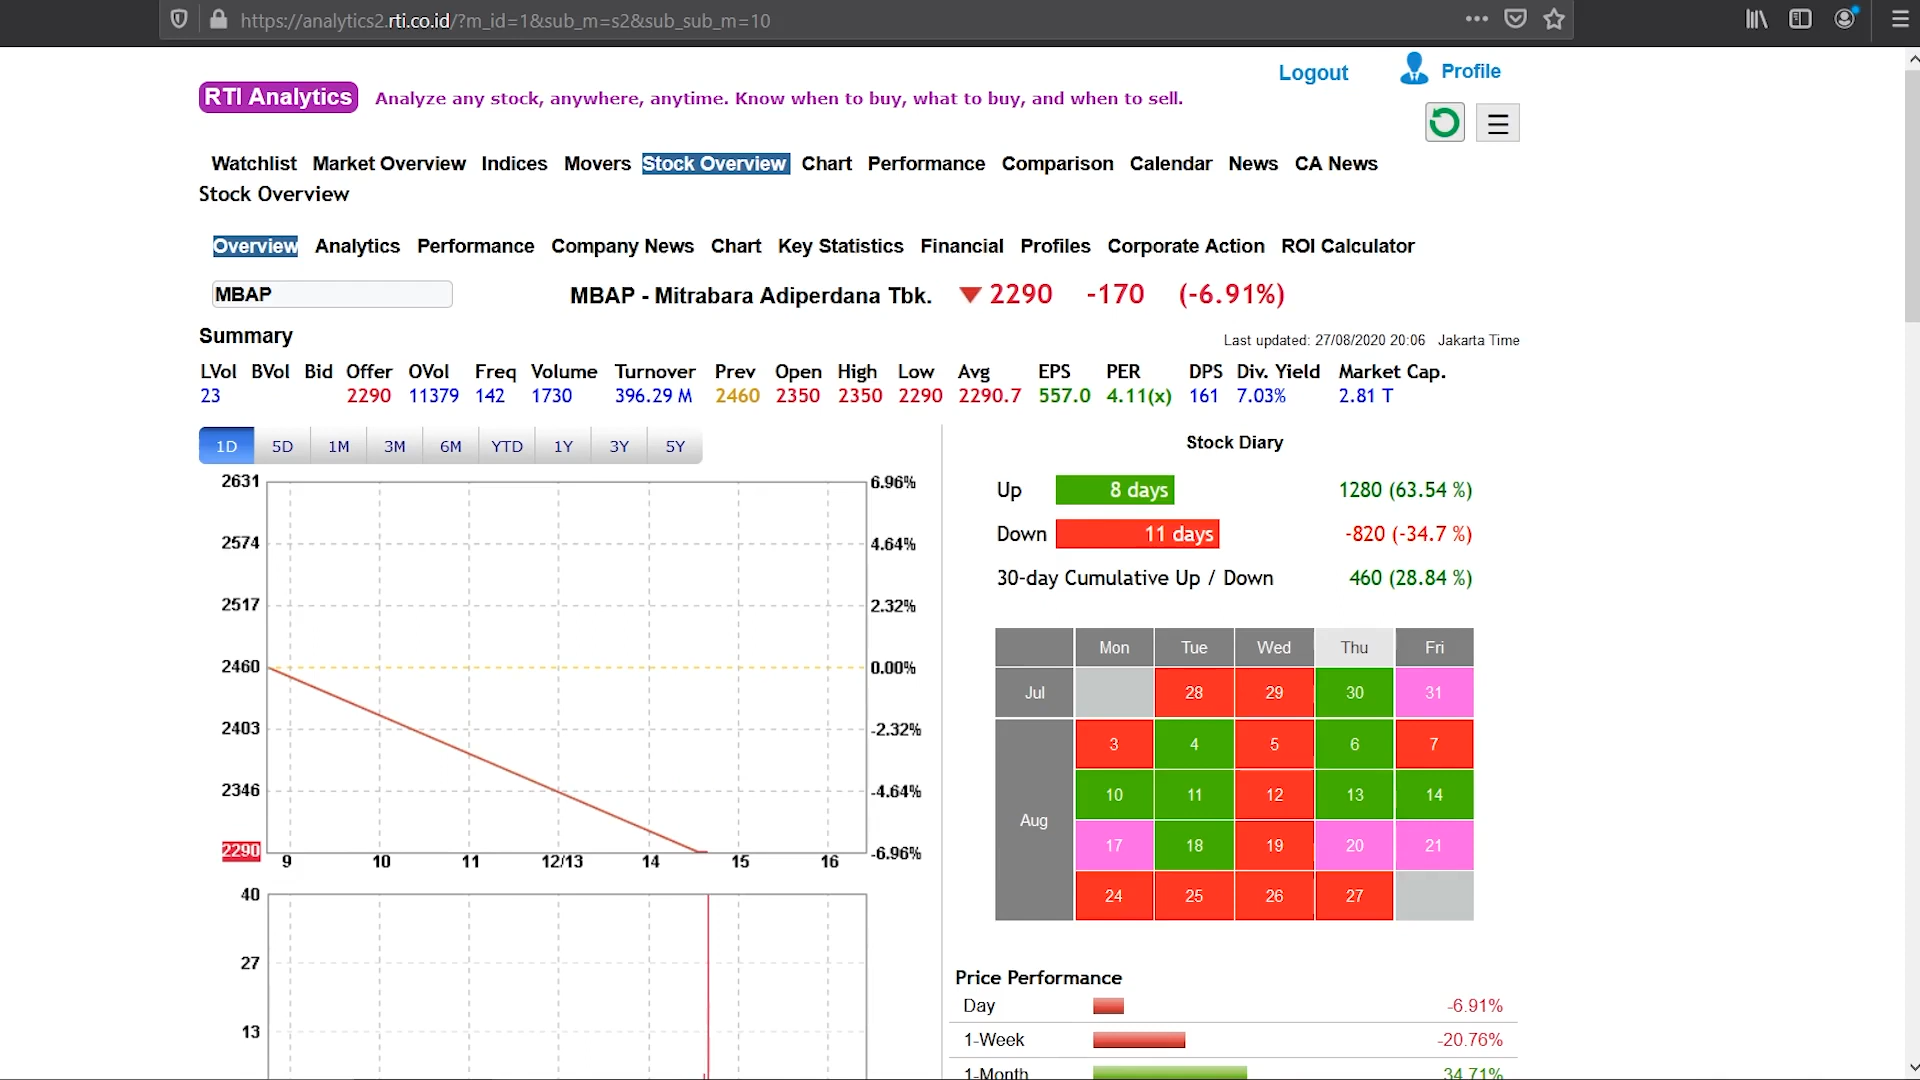 https://analytics2.rti.co.id/?m_id=1&sub_m=s2&sub_sub_m=10
Logout Profile
RTI Analytics Analyze any stock, anywhere, anytime. Know when to buy, what to buy, and when to sell.
Watchlist Market Overview Indices Movers Stock Overview Chart Performance Comparison Calendar News CA News
Stock Overview
Overview Analytics Performance Company News Chart Key Statistics Financial Profiles Corporate Action ROI Calculator
MBAP MBAP - Mitrabara Adiperdana Tbk. 2290 -170 (-6.91%)
Summary
Last updated: 27/08/2020 20:06 Jakarta Time
LVol BVol Bid Offer OVol Freq Volume Turnover Prev Open High Low Avg EPS PER DPS Div. Yield Market Cap.
23 2290 11379 142 1730 396.29 M 2460 2350 2350 2290 2290.7 557.0 4.11(x) 161 7.03% 2.81 T
1D 5D 1M 3M 6M YTD 1Y 3Y 5Y
2631 6.96%
2574 4.64%
2517 2.32%
2460 0.00%
2403 -2.32%
2346 -4.64%
2290 -6.96%
9 10 11 12/13 14 15 16
40
27
13
Stock Diary
Up 8 days 1280 (63.54 %)
Down 11 days -820 (-34.7 %)
30-day Cumulative Up / Down 460 (28.84 %)
Mon Tue Wed Thu Fri
Jul 28 29 30 31
3 4 5 6 7
10 11 12 13 14
Aug
17 18 19 20 21
24 25 26 27
Price Performance
Day -6.91%
1-Week -20.76%
1-Month 34.71%